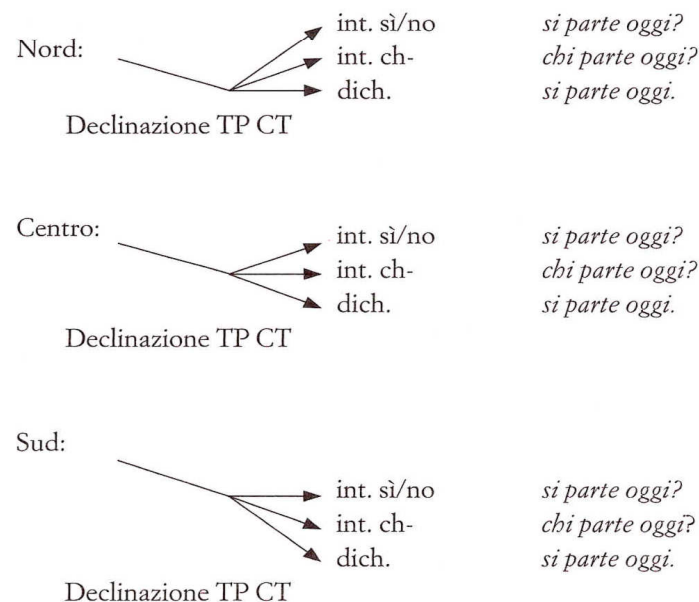 Nord:
int. sì/no si parte oggi?
int. ch- chi parte oggi?
dich. si parte oggi.
Declinazione TP CT
Centro:
int. sì/no si parte oggi?
int. ch- chi parte oggi?
dich. si parte oggi.
Declinazione TP CT
Sud:
int. sì/no si parte oggi?
int. ch- chi parte oggi?
dich. si parte oggi.
Declinazione TP CT